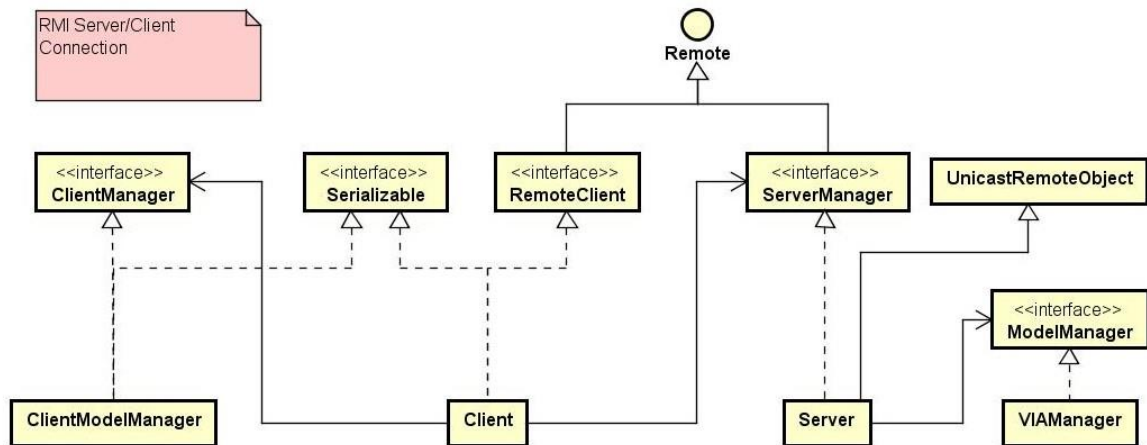 RMI Server/Client
Connection
Remote
<<interface>>
ClientManager
<<interface>>
Serializable
<<interface>>
RemoteClient
<<interface>>
ServerManager
UnicastRemoteObject
<<interface>>
ModelManager
ClientModelManager
Client
Server
VIAManager